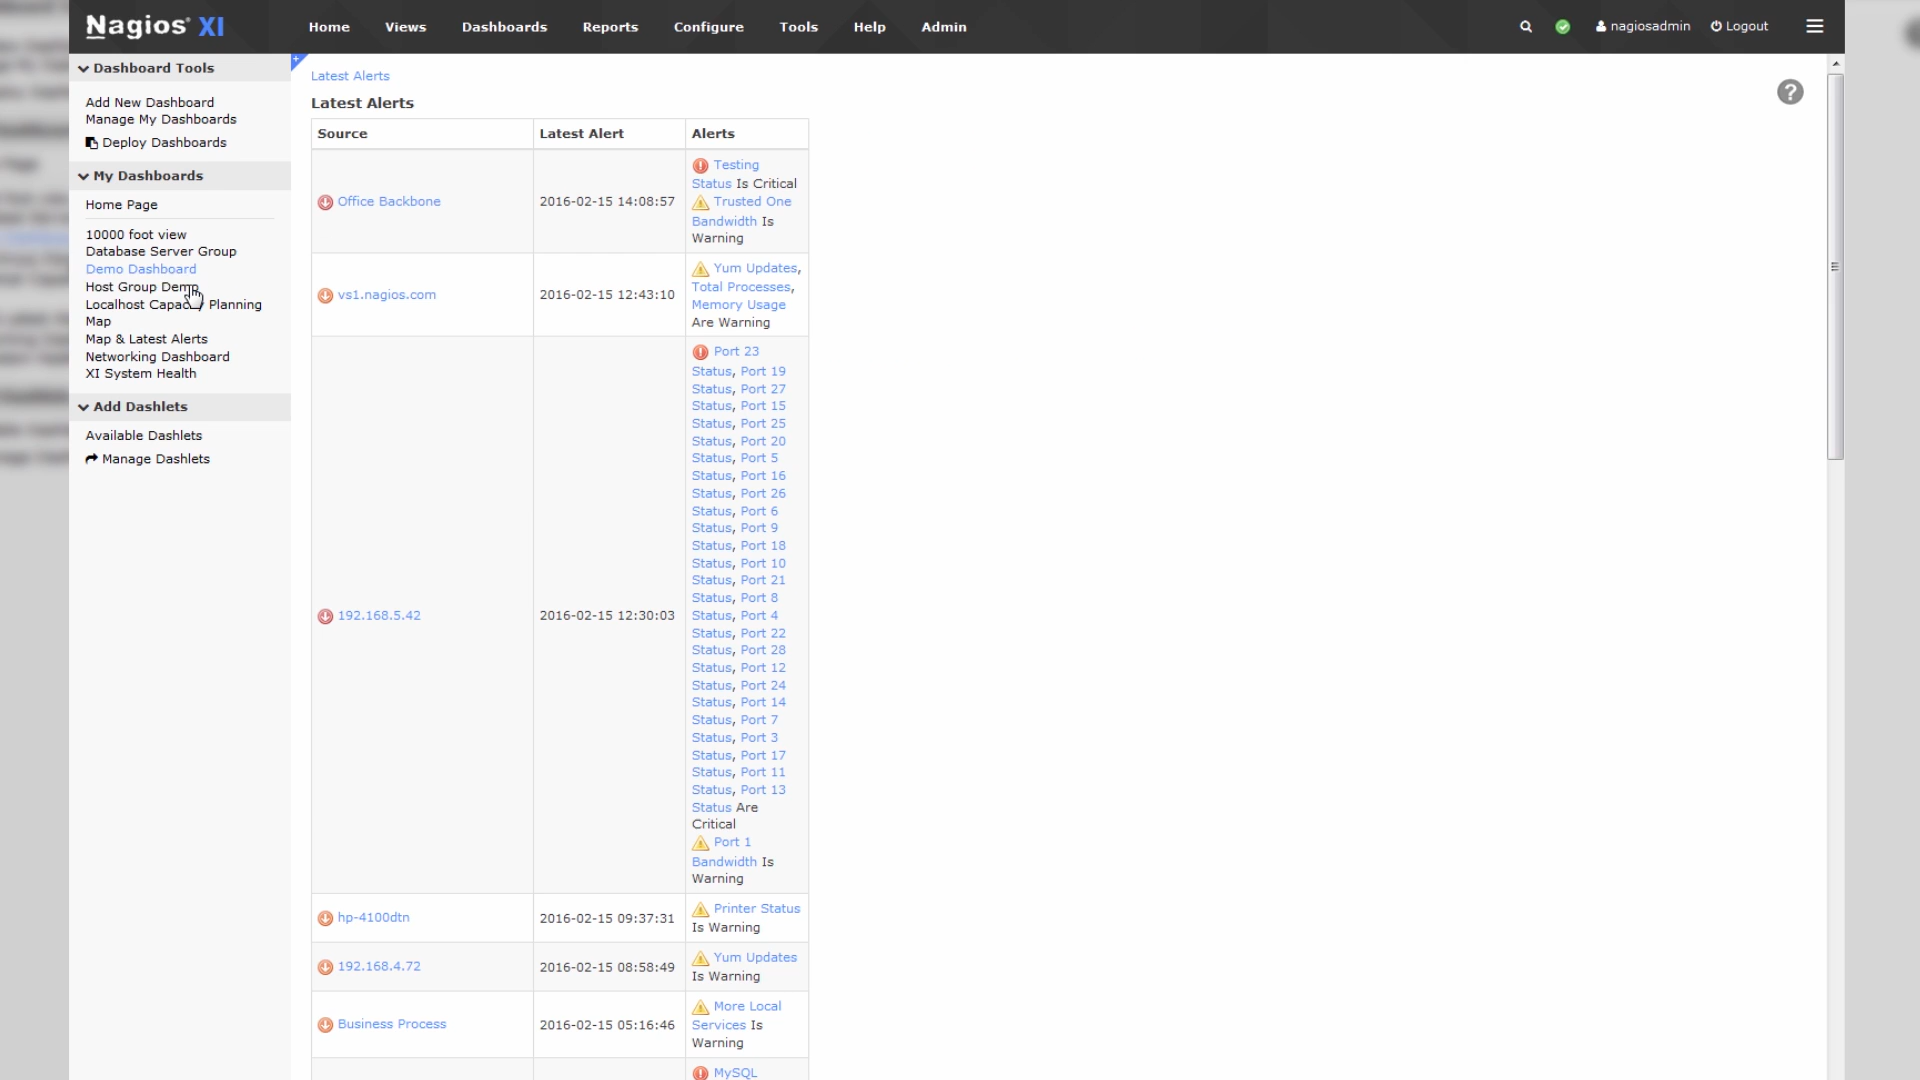 Nagios® XI
Home Views Dashboards Reports Configure Tools Help Admin
nagiosadmin Logout
Dashboard Tools
Add New Dashboard
Manage My Dashboards
Deploy Dashboards
My Dashboards
Home Page
10000 foot view
Database Server Group
Demo Dashboard
Host Group Demo
Localhost Capacity Planning
Map
Map & Latest Alerts
Networking Dashboard
XI System Health
Add Dashlets
Available Dashlets
Manage Dashlets
Latest Alerts
Latest Alerts
Source Latest Alert Alerts
Office Backbone 2016-02-15 14:08:57
Testing
Status Is Critical
Trusted One
Bandwidth Is
Warning
vs1.nagios.com 2016-02-15 12:43:10
Yum Updates,
Total Processes,
Memory Usage
Are Warning
192.168.5.42 2016-02-15 12:30:03
Port 23
Status, Port 19
Status, Port 27
Status, Port 15
Status, Port 25
Status, Port 20
Status, Port 5
Status, Port 16
Status, Port 26
Status, Port 6
Status, Port 9
Status, Port 18
Status, Port 10
Status, Port 21
Status, Port 8
Status, Port 4
Status, Port 22
Status, Port 28
Status, Port 12
Status, Port 24
Status, Port 14
Status, Port 7
Status, Port 3
Status, Port 17
Status, Port 11
Status, Port 13
Status Are
Critical
Port 1
Bandwidth Is
Warning
hp-4100dtn 2016-02-15 09:37:31
Printer Status
Is Warning
192.168.4.72 2016-02-15 08:58:49
Yum Updates
Is Warning
Business Process 2016-02-15 05:16:46
More Local
Services Is
Warning
MySQL